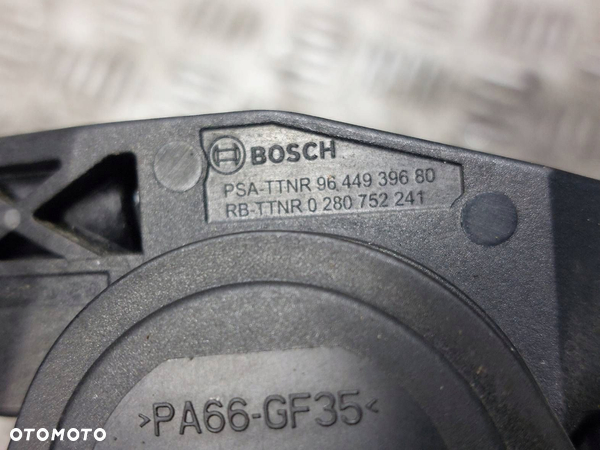 BOSCH
PSA-TTNR 96 449 396 80
RB-TTNR 0 280 752 241
>PA66-GF35<
OTOMOTO